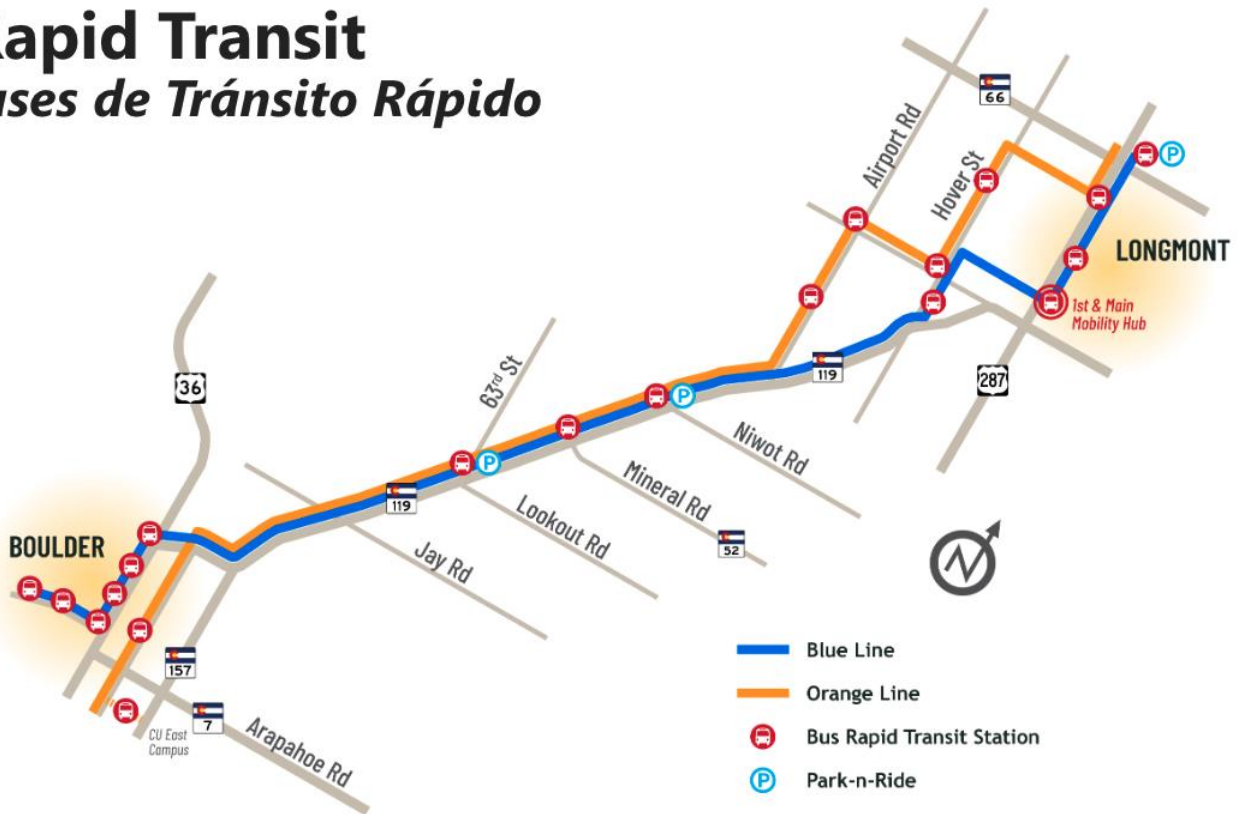 apid Transit
ses de Tránsito Rápido
66
Airport Rd
Hover St
P
LONGMONT
1st & Main
Mobility Hub
119
287
36
63rd St
P
Niwot Rd
P
Mineral Rd
52
119
Lookout Rd
Jay Rd
BOULDER
157
7
CU East
Campus
Arapahoe Rd
N
Blue Line
Orange Line
Bus Rapid Transit Station
P
Park-n-Ride